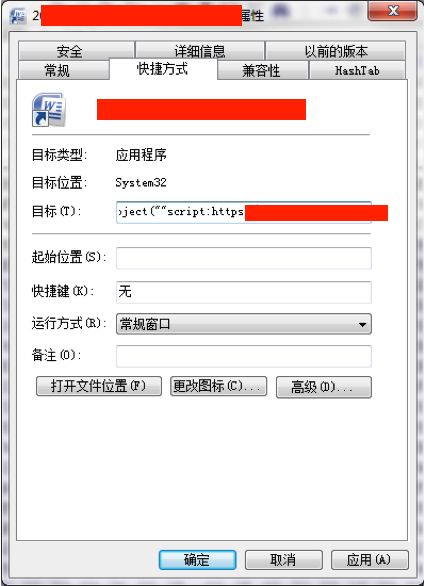 20
属性
安全 详细信息 以前的版本
常规 快捷方式 兼容性 HashTab
目标类型: 应用程序
目标位置: System32
目标(T): ject(""script:https
起始位置(S):
快捷键(K): 无
运行方式(R): 常规窗口
备注(O):
打开文件位置(F) 更改图标(C)... 高级(D)...
确定 取消 应用(A)